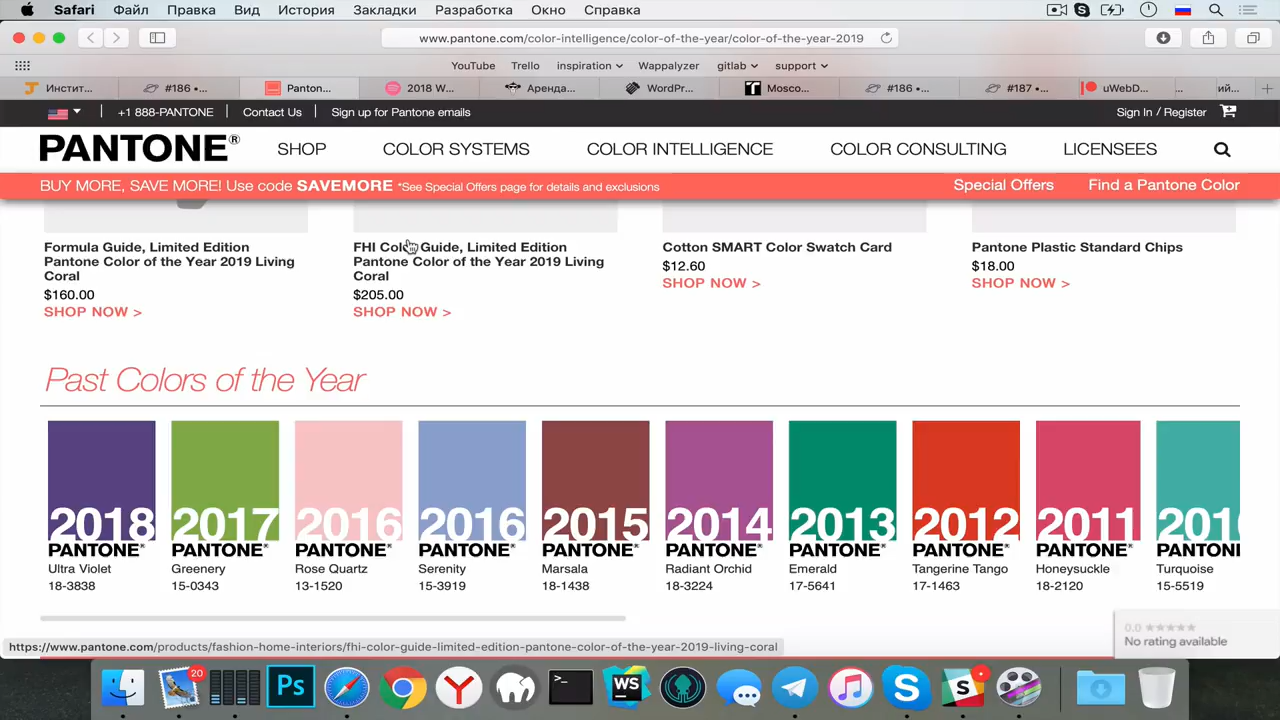 Safari Файл Правка Вид История Закладки Разработка Окно Справка
www.pantone.com/color-intelligence/color-of-the-year/color-of-the-year-2019
YouTube Trello inspiration Wappalyzer gitlab support
Инстит... #186 •... Panton... 2018 W... Аренда... WordPr... Mosco... #186 •... #187 •... uWebD... ий...
+1 888-PANTONE Contact Us Sign up for Pantone emails Sign In / Register
PANTONE® SHOP COLOR SYSTEMS COLOR INTELLIGENCE COLOR CONSULTING LICENSEES
BUY MORE, SAVE MORE! Use code SAVEMORE *See Special Offers page for details and exclusions Special Offers Find a Pantone Color
Formula Guide, Limited Edition
Pantone Color of the Year 2019 Living
Coral
$160.00
SHOP NOW >
FHI Color Guide, Limited Edition
Pantone Color of the Year 2019 Living
Coral
$205.00
SHOP NOW >
Cotton SMART Color Swatch Card
$12.60
SHOP NOW >
Pantone Plastic Standard Chips
$18.00
SHOP NOW >
Past Colors of the Year
2018 2017 2016 2016 2015 2014 2013 2012 2011
PANTONE® PANTONE® PANTONE® PANTONE® PANTONE® PANTONE® PANTONE® PANTONE® PANTONE®
Ultra Violet Greenery Rose Quartz Serenity Marsala Radiant Orchid Emerald Tangerine Tango Honeysuckle Turquoise
18-3838 15-0343 13-1520 15-3919 18-1438 18-3224 17-5641 17-1463 18-2120 15-5519
0.0 ★★★★★
No rating available
https://www.pantone.com/products/fashion-home-interiors/fhi-color-guide-limited-edition-pantone-color-of-the-year-2019-living-coral
20 Ps WS